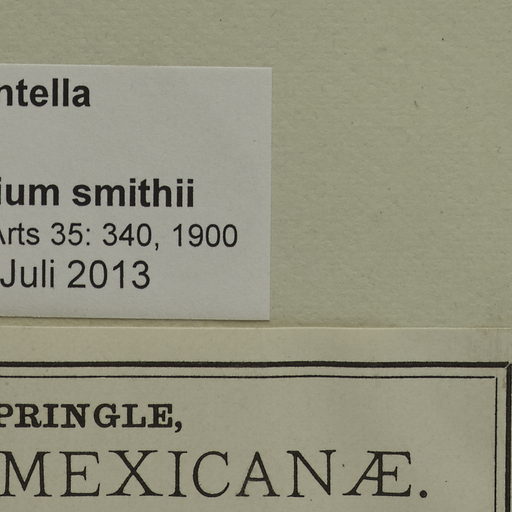 ntella
ium smithii
Arts 35: 340, 1900
Juli 2013
PRINGLE,
MEXICANÆ.